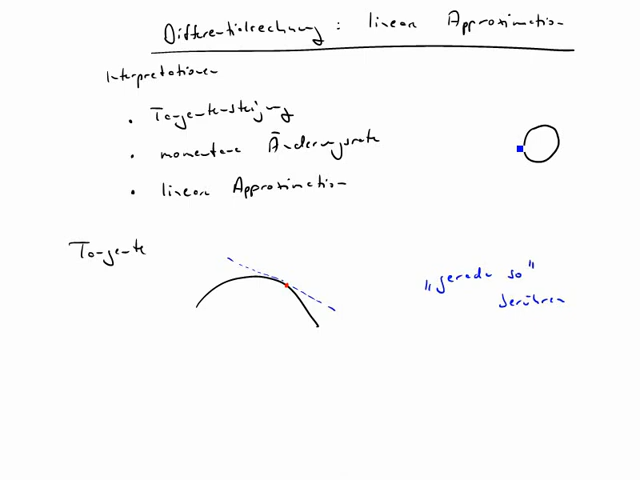 Differentialrechnung: linear Approximation
Interpretationen
• Tangentensteigung
• momentane Änderungsrate
• linear Approximation
Tangente
„gerade so"
berühren